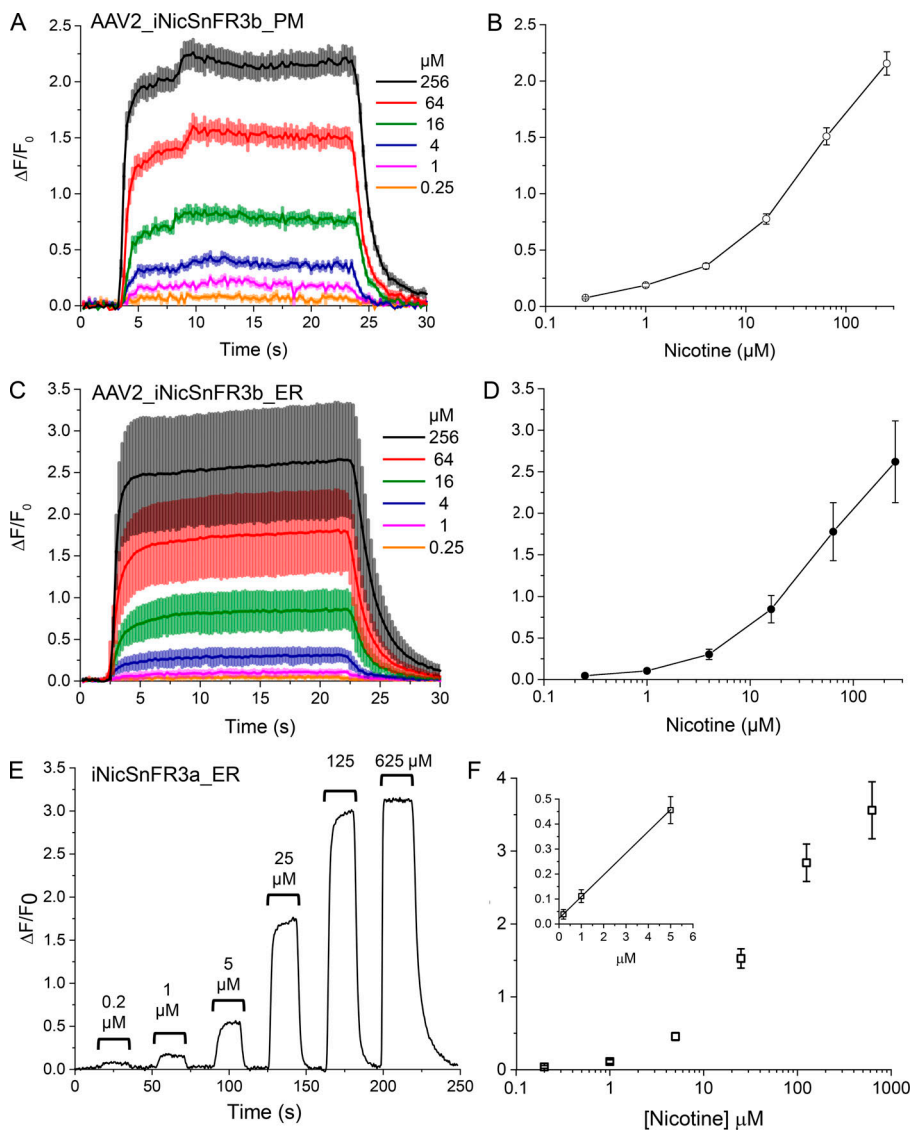 A
AAV2_iNicSnFR3b_PM
ΔF/F0
2.5
2.0
1.5
1.0
0.5
0.0
0 5 10 15 20 25 30
Time (s)
µM
256
64
16
4
1
0.25
B
2.5
2.0
1.5
1.0
0.5
0.0
0.1 1 10 100
Nicotine (µM)
C
AAV2_iNicSnFR3b_ER
ΔF/F0
3.5
3.0
2.5
2.0
1.5
1.0
0.5
0.0
0 5 10 15 20 25 30
Time (s)
µM
256
64
16
4
1
0.25
D
3.5
3.0
2.5
2.0
1.5
1.0
0.5
0.0
0.1 1 10 100
Nicotine (µM)
E
iNicSnFR3a_ER
ΔF/F0
3.5
3.0
2.5
2.0
1.5
1.0
0.5
0.0
0 50 100 150 200 250
Time (s)
0.2
µM
1
µM
5
µM
25
µM
125
625 µM
F
4
3
2
1
0
0.1 1 10 100 1000
[Nicotine] µM
0.5
0.4
0.3
0.2
0.1
0.0
0 1 2 3 4 5 6
µM